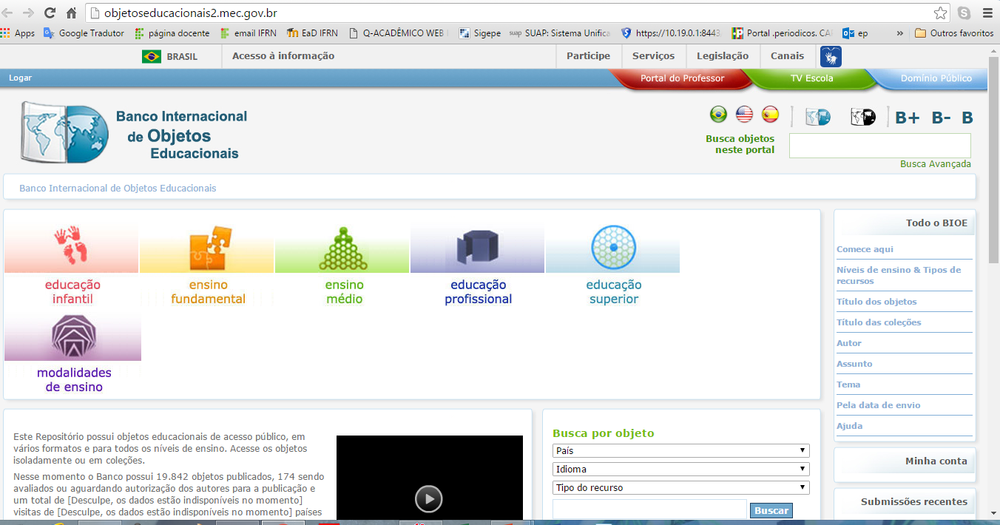 objetoseducacionais2.mec.gov.br
Apps Google Tradutor página docente email IFRN EaD IFRN Q-ACADÊMICO WEB Sigepe suap SUAP: Sistema Unifica https://10.19.0.1:8443 Portal .periodicos. CA ep » Outros favoritos
BRASIL Acesso à informação Participe Serviços Legislação Canais
Logar Portal do Professor TV Escola Domínio Público
Banco Internacional
de Objetos
Educacionais
B+ B- B
Busca objetos
neste portal
Busca Avançada
Banco Internacional de Objetos Educacionais
educação
infantil
ensino
fundamental
ensino
médio
educação
profissional
educação
superior
modalidades
de ensino
Todo o BIOE
Comece aqui
Níveis de ensino & Tipos de
recursos
Título dos objetos
Título das coleções
Autor
Assunto
Tema
Pela data de envio
Ajuda
Minha conta
Submissões recentes
Este Repositório possui objetos educacionais de acesso público, em
vários formatos e para todos os níveis de ensino. Acesse os objetos
isoladamente ou em coleções.
Nesse momento o Banco possui 19.842 objetos publicados, 174 sendo
avaliados ou aguardando autorização dos autores para a publicação e
um total de [Desculpe, os dados estão indisponíveis no momento]
visitas de [Desculpe, os dados estão indisponíveis no momento] países
Busca por objeto
País
Idioma
Tipo do recurso
Buscar